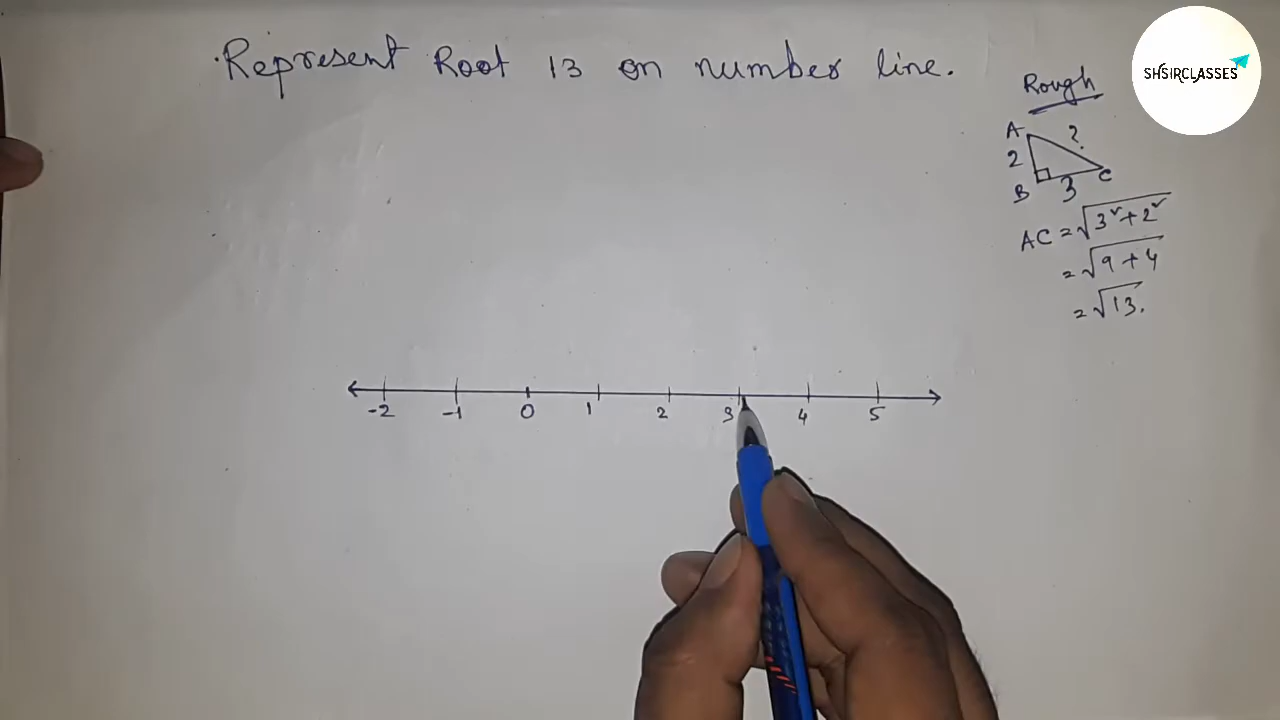 Represent Root 13 on number line.
SHSIRCLASSES
Rough
A
?
2
B
3
C
AC = √3²+2²
= √9+4
= √13.
-2 -1 0 1 2 3 4 5